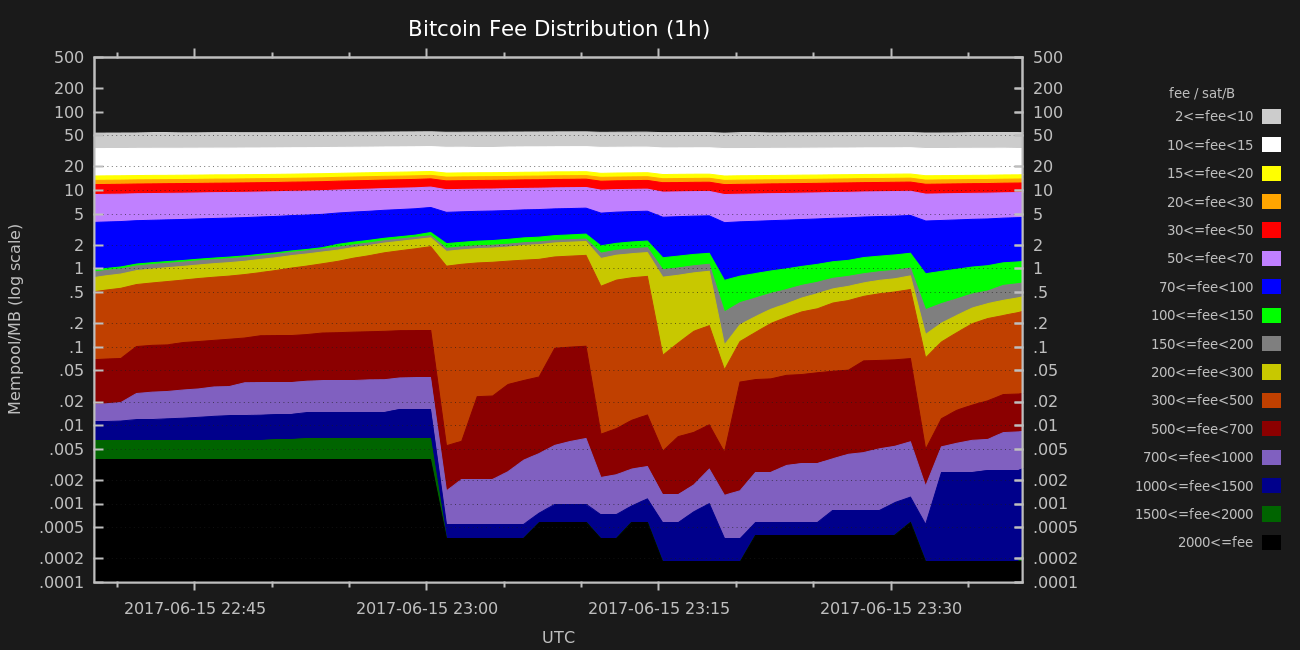 Bitcoin Fee Distribution (1h)
500
200
100
50
20
10
5
2
1
.5
.2
.1
.05
.02
.01
.005
.002
.001
.0005
.0002
.0001
Mempool/MB (log scale)
500
200
100
50
20
10
5
2
1
.5
.2
.1
.05
.02
.01
.005
.002
.001
.0005
.0002
.0001
2017-06-15 22:45 2017-06-15 23:00 2017-06-15 23:15 2017-06-15 23:30
UTC
fee / sat/B
2<=fee<10
10<=fee<15
15<=fee<20
20<=fee<30
30<=fee<50
50<=fee<70
70<=fee<100
100<=fee<150
150<=fee<200
200<=fee<300
300<=fee<500
500<=fee<700
700<=fee<1000
1000<=fee<1500
1500<=fee<2000
2000<=fee